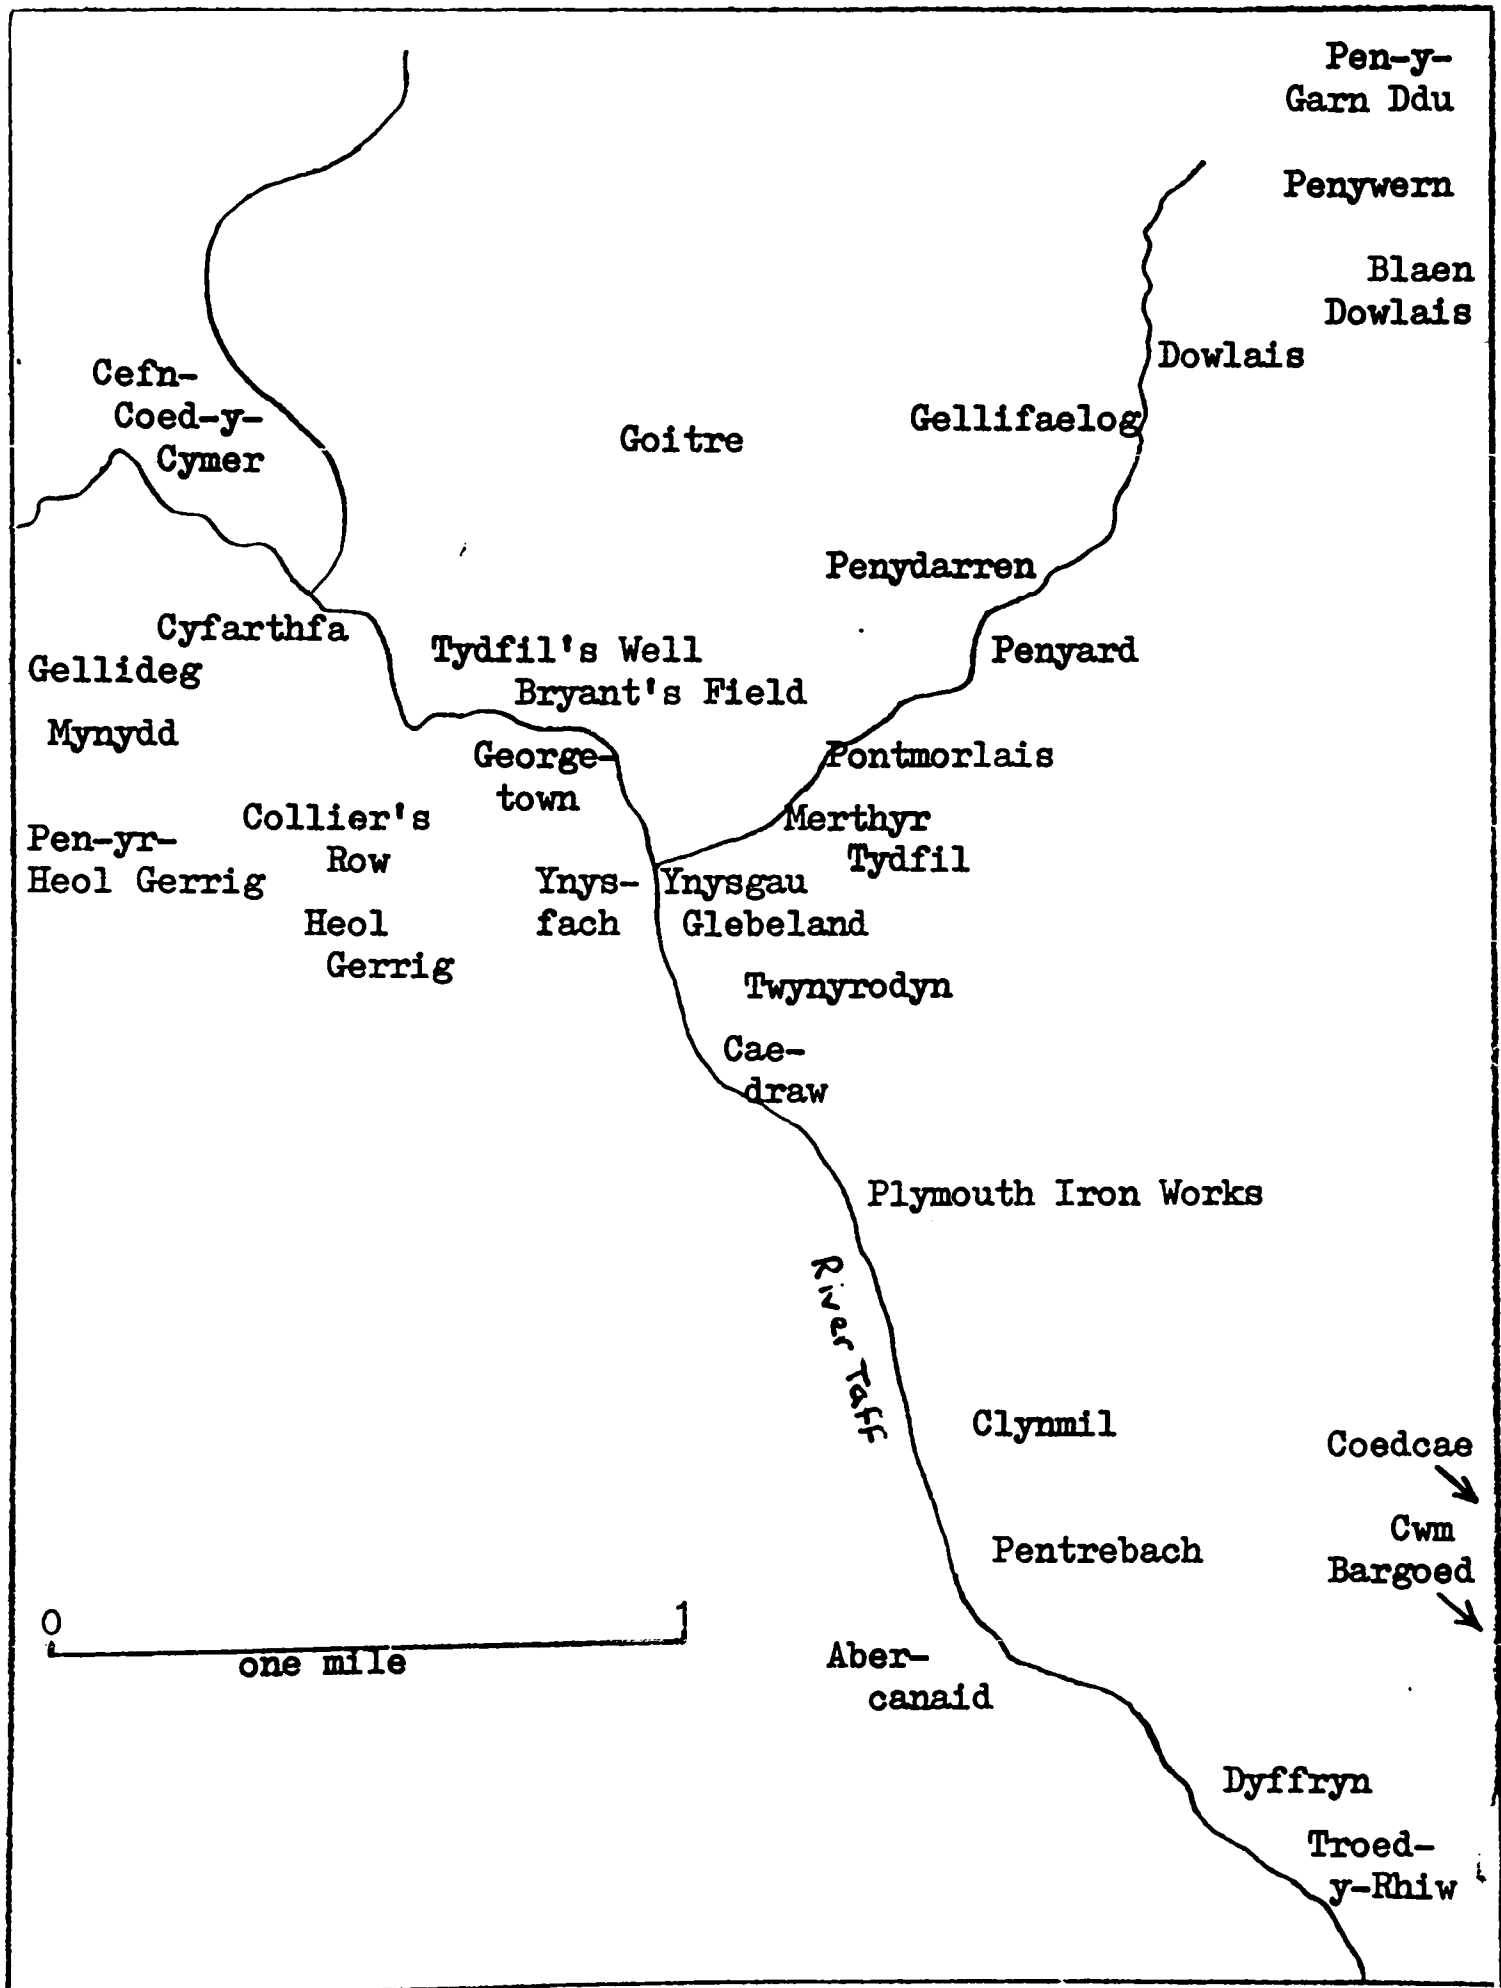 Pen-y-
Garn Ddu
Penywern
Blaen
Dowlais
Dowlais
Cefn-
Coed-y-
Cymer
Goitre
Gellifaelog
Penydarren
Cyfarthfa
Gellideg
Tydfil's Well
Bryant's Field
Penyard
Mynydd
George-
town
Pontmorlais
Collier's
Row
Merthyr
Tydfil
Pen-yr-
Heol Gerrig
Ynys-
fach
Ynysgau
Glebeland
Heol
Gerrig
Twynyrodyn
Cae-
draw
Plymouth Iron Works
River Taff
Clynmil
Coedcae
Cwm
Bargoed
Pentrebach
0 1
one mile
Aber-
canaid
Dyffryn
Troed-
y-Rhiw